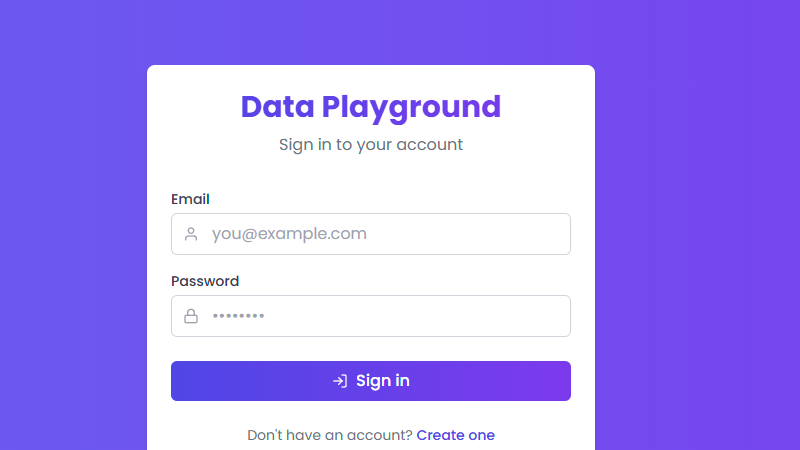 Data Playground
Sign in to your account
Email
you@example.com
Password
••••••••
Sign in
Don't have an account? Create one